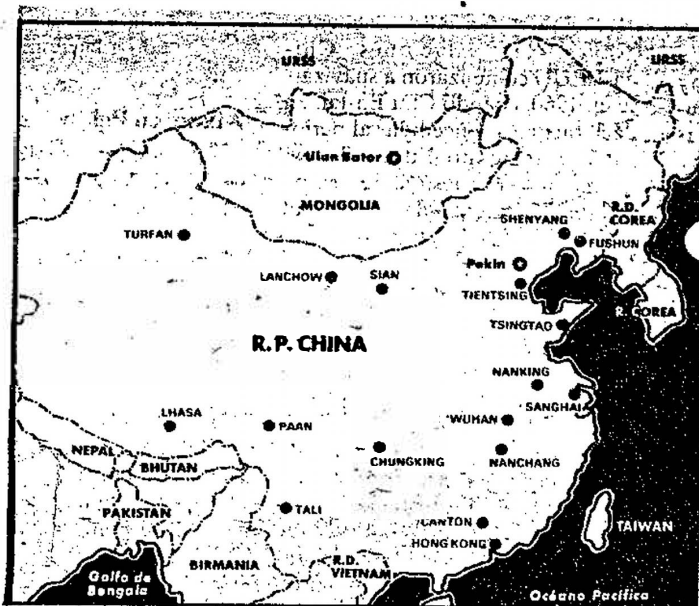 URSS
URSS
Ulan Bator
MONGOLIA
SHENYANG
R.D.
COREA
TURFAN
FUSHUN
Pekin
LANCHOW
SIAN
TIENTSING
R. COREA
TSINGTAO
R.P. CHINA
NANKING
SANGHAI
LHASA
PAAN
WUHAN
NEPAL
BHUTAN
CHUNGKING
NANCHANG
PAKISTAN
TALI
CANTON
TAIWAN
HONG KONG
BIRMANIA
R.D.
VIETNAM
Golfo de
Bengala
Océano Pacífico